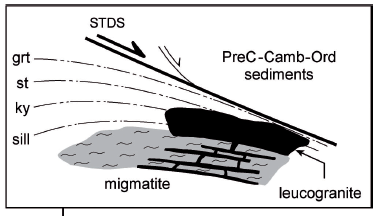 STDS
PreC-Camb-Ord
sediments
grt
st
ky
sill
migmatite
leucogranite